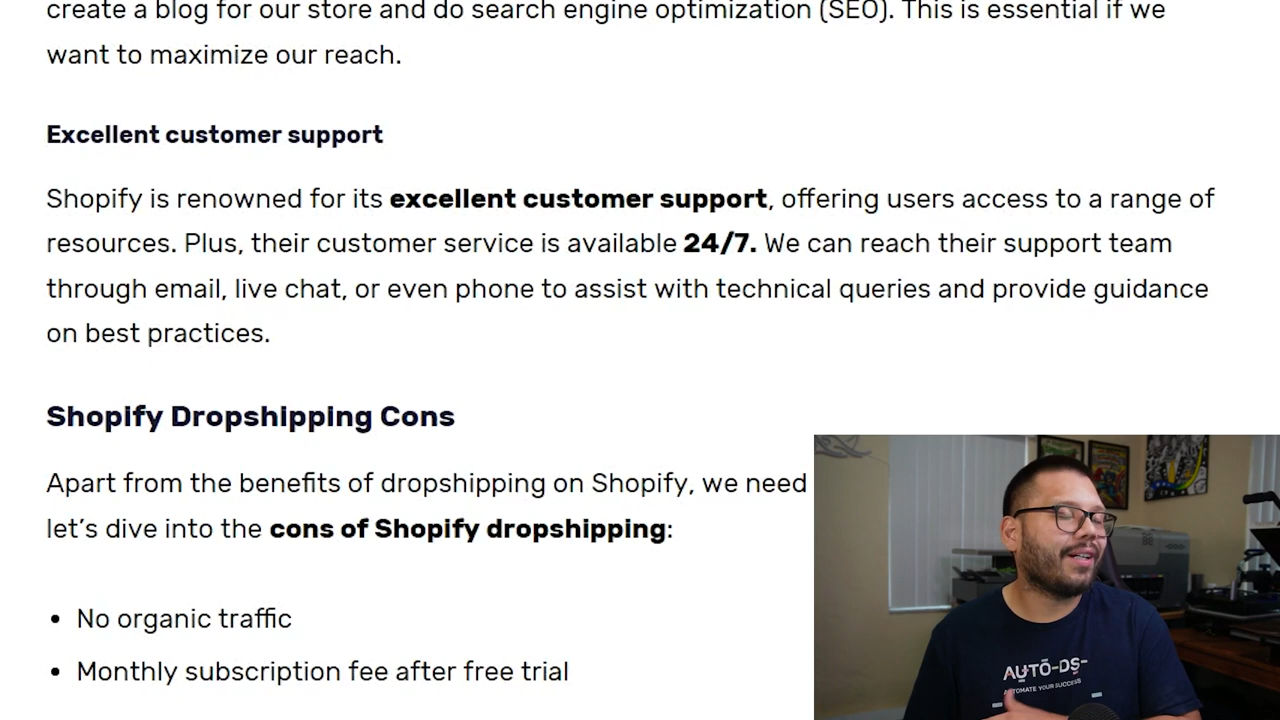 create a blog for our store and do search engine optimization (SEO). This is essential if we
want to maximize our reach.
Excellent customer support
Shopify is renowned for its excellent customer support, offering users access to a range of
resources. Plus, their customer service is available 24/7. We can reach their support team
through email, live chat, or even phone to assist with technical queries and provide guidance
on best practices.
Shopify Dropshipping Cons
Apart from the benefits of dropshipping on Shopify, we need
let’s dive into the cons of Shopify dropshipping:
• No organic traffic
• Monthly subscription fee after free trial
AUTO-DS-
AUTOMATE YOUR SUCCESS